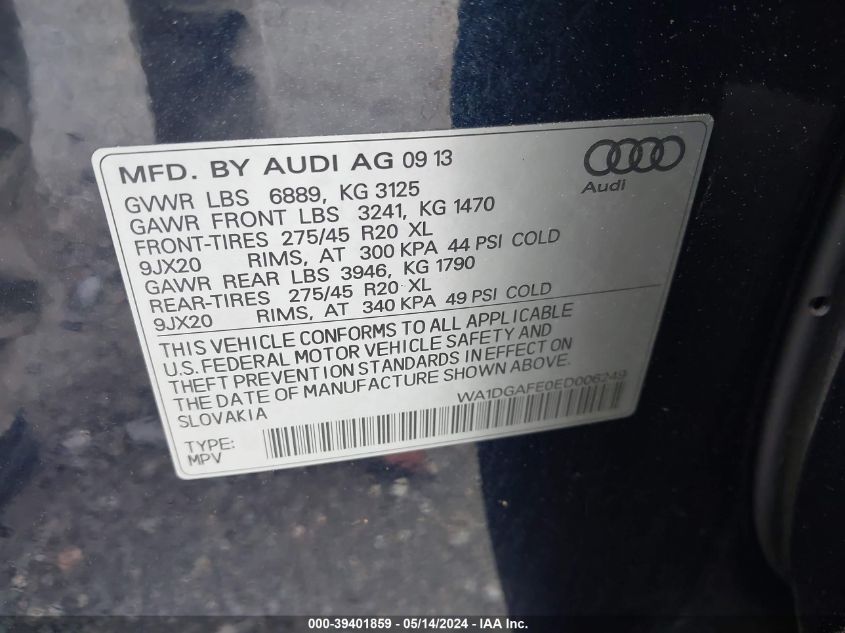 MFD. BY AUDI AG 09 13
Audi
GVWR LBS 6889, KG 3125
GAWR FRONT LBS 3241, KG 1470
FRONT-TIRES 275/45 R20 XL
9JX20 RIMS, AT 300 KPA 44 PSI COLD
GAWR REAR LBS 3946, KG 1790
REAR-TIRES 275/45 R20 XL
9JX20 RIMS, AT 340 KPA 49 PSI COLD
THIS VEHICLE CONFORMS TO ALL APPLICABLE
U.S. FEDERAL MOTOR VEHICLE SAFETY AND
THEFT PREVENTION STANDARDS IN EFFECT ON
THE DATE OF MANUFACTURE SHOWN ABOVE.
SLOVAKIA
WA1DGAFE0ED006249
TYPE:
MPV
000-39401859 - 05/14/2024 - IAA Inc.